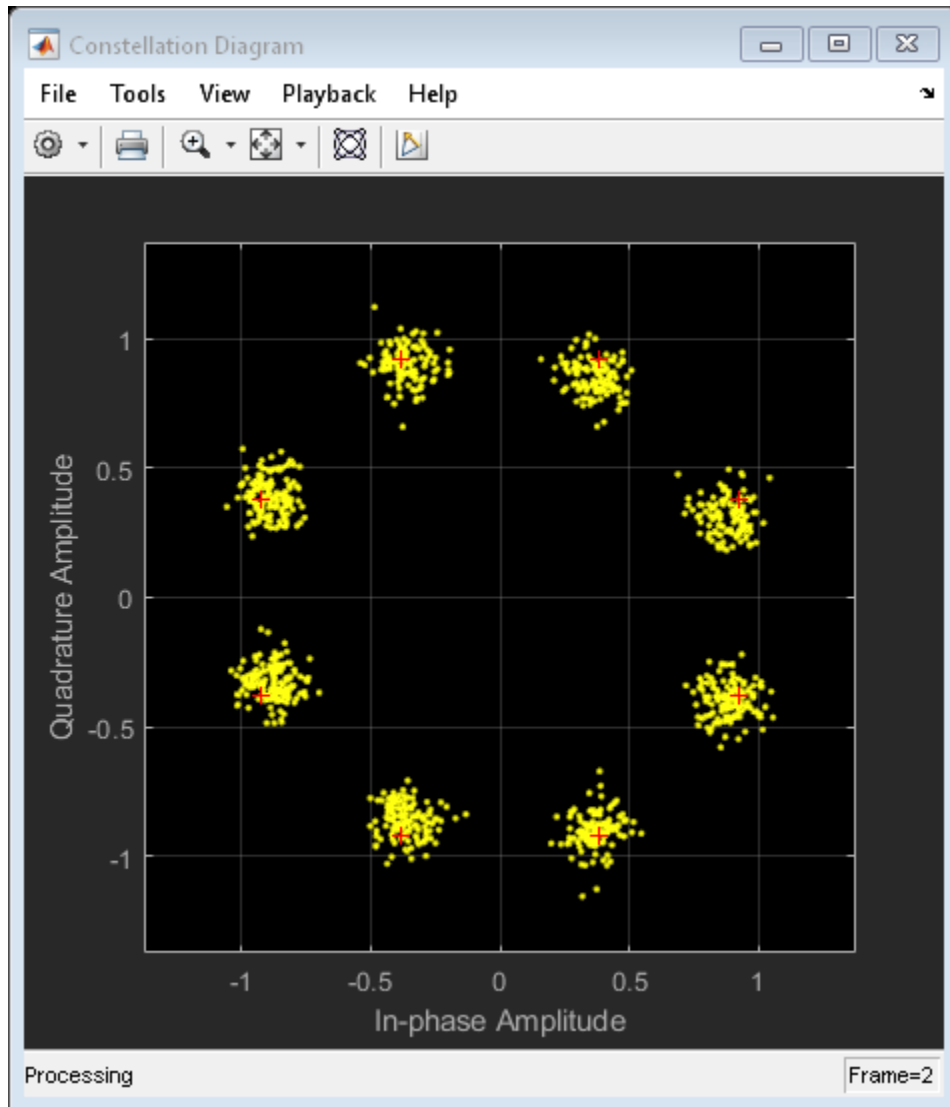 Constellation Diagram
File Tools View Playback Help
1
0.5
0
-0.5
-1
Quadrature Amplitude
-1 -0.5 0 0.5 1
In-phase Amplitude
Processing Frame=2